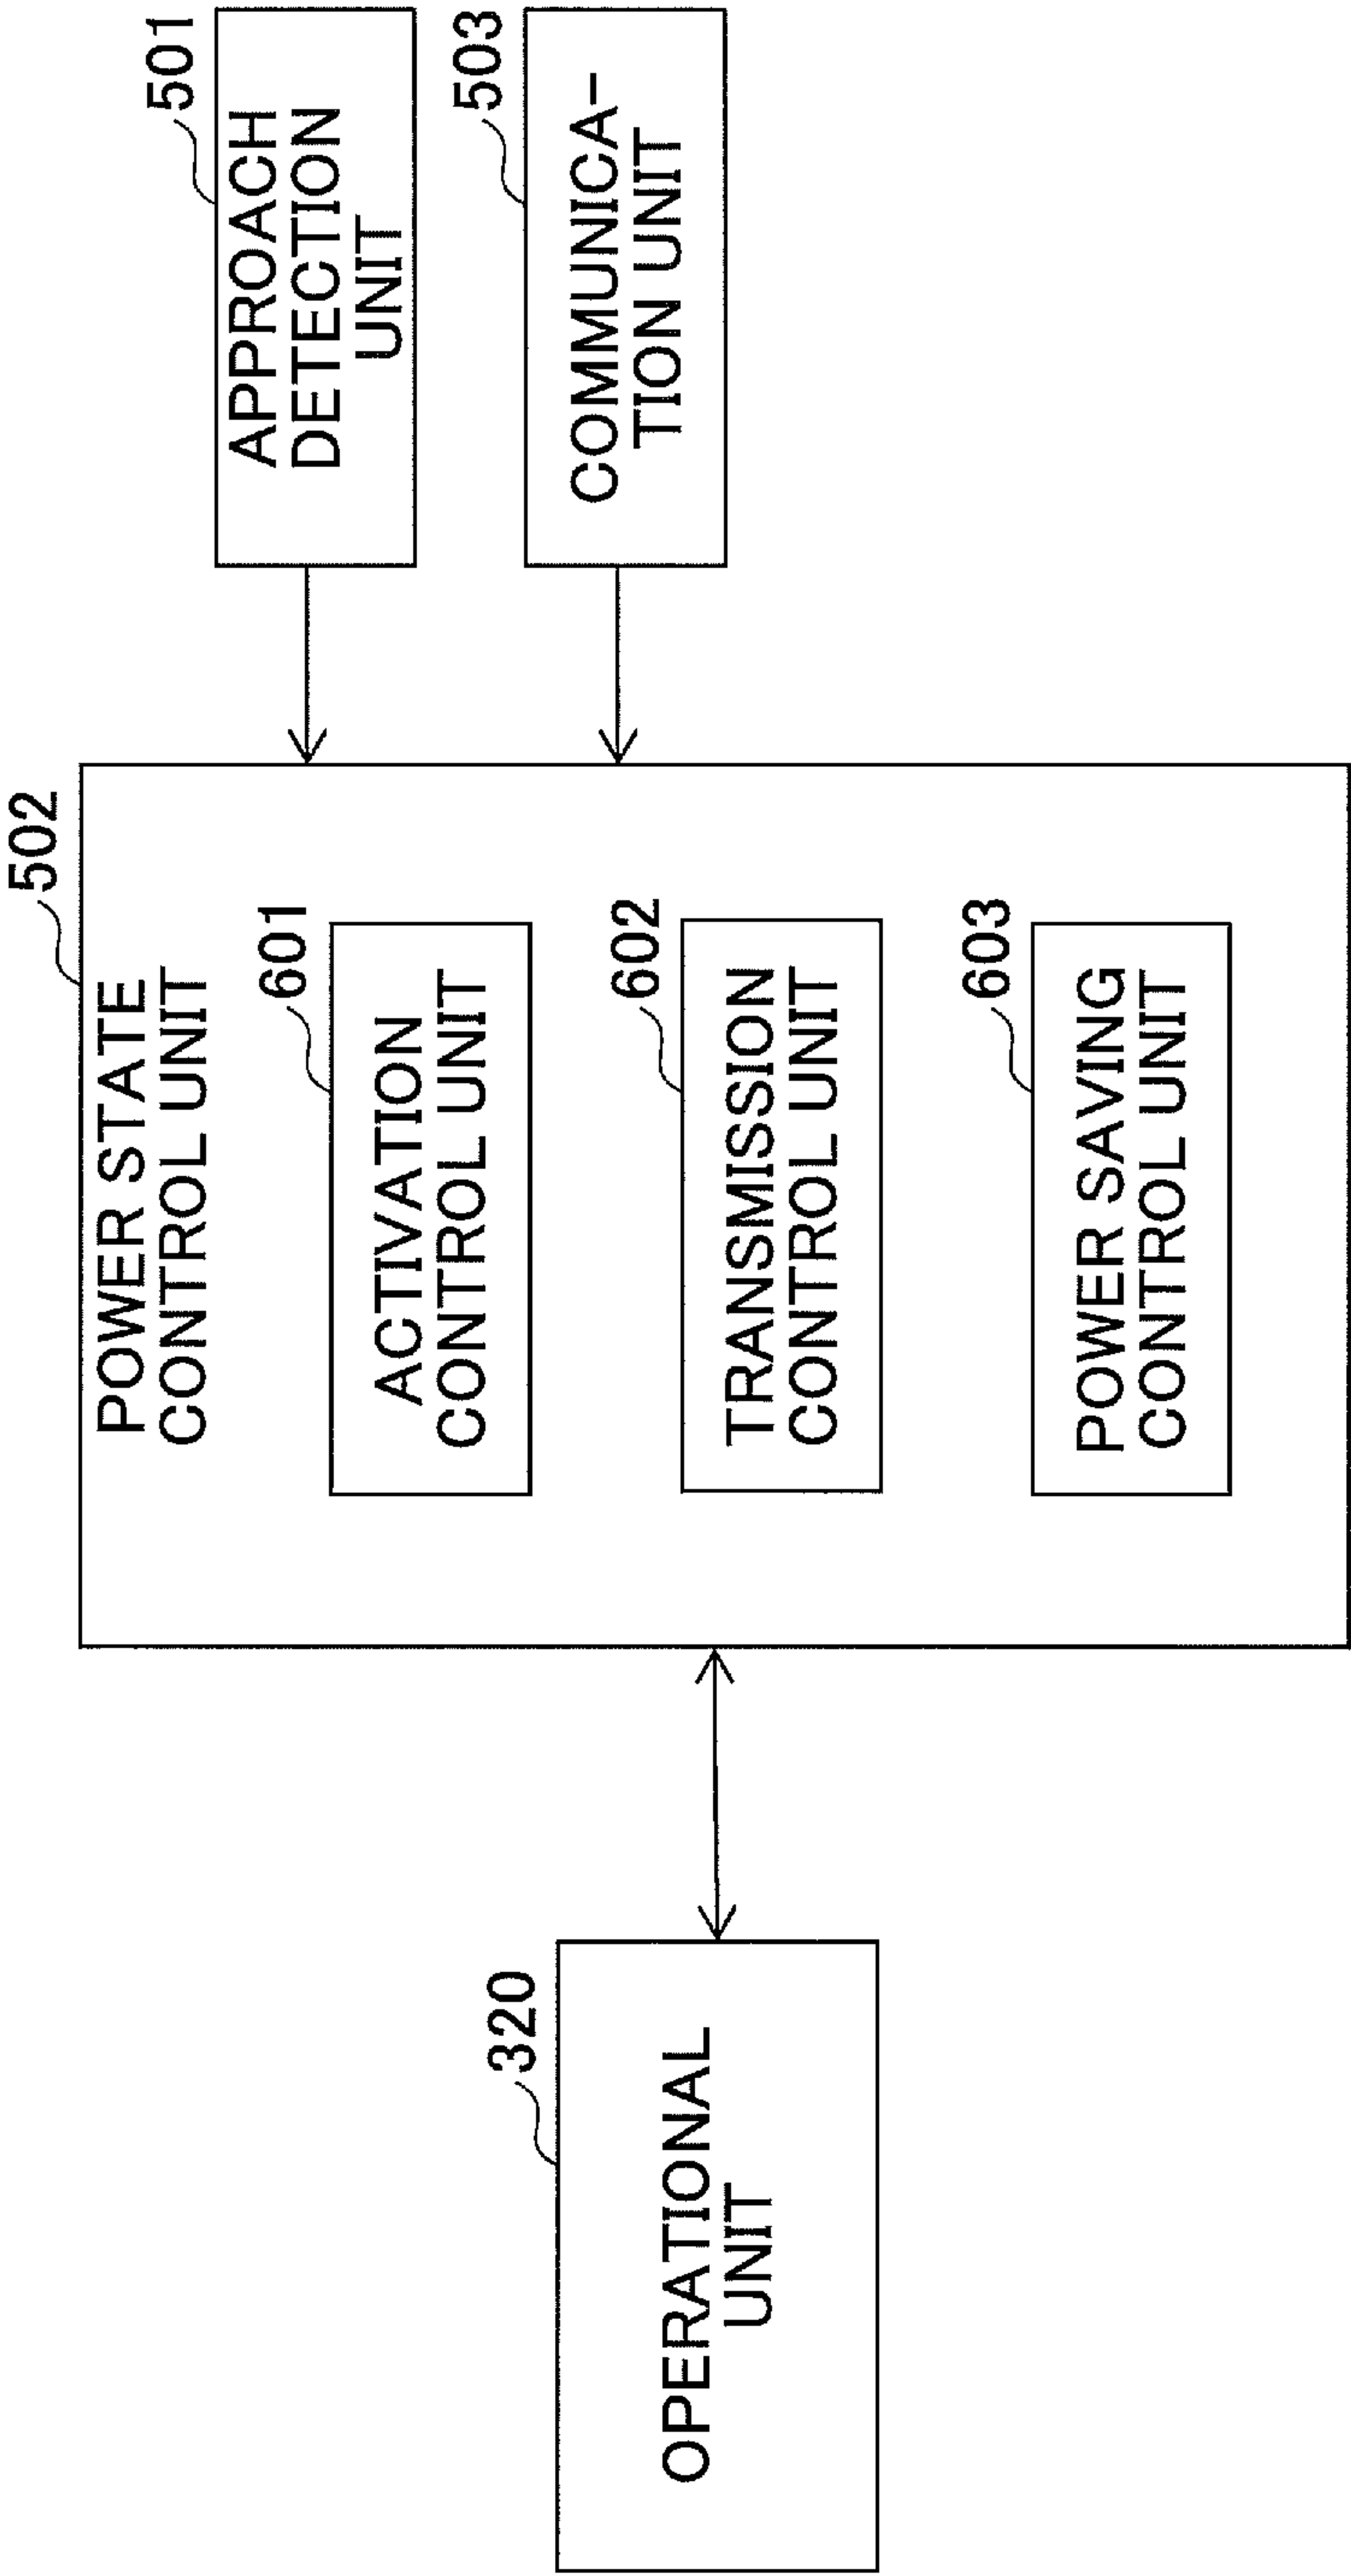 320
OPERATIONAL
UNIT
502
POWER STATE
CONTROL UNIT
601
ACTIVATION
CONTROL UNIT
602
TRANSMISSION
CONTROL UNIT
603
POWER SAVING
CONTROL UNIT
501
APPROACH
DETECTION
UNIT
503
COMMUNICA-
TION UNIT